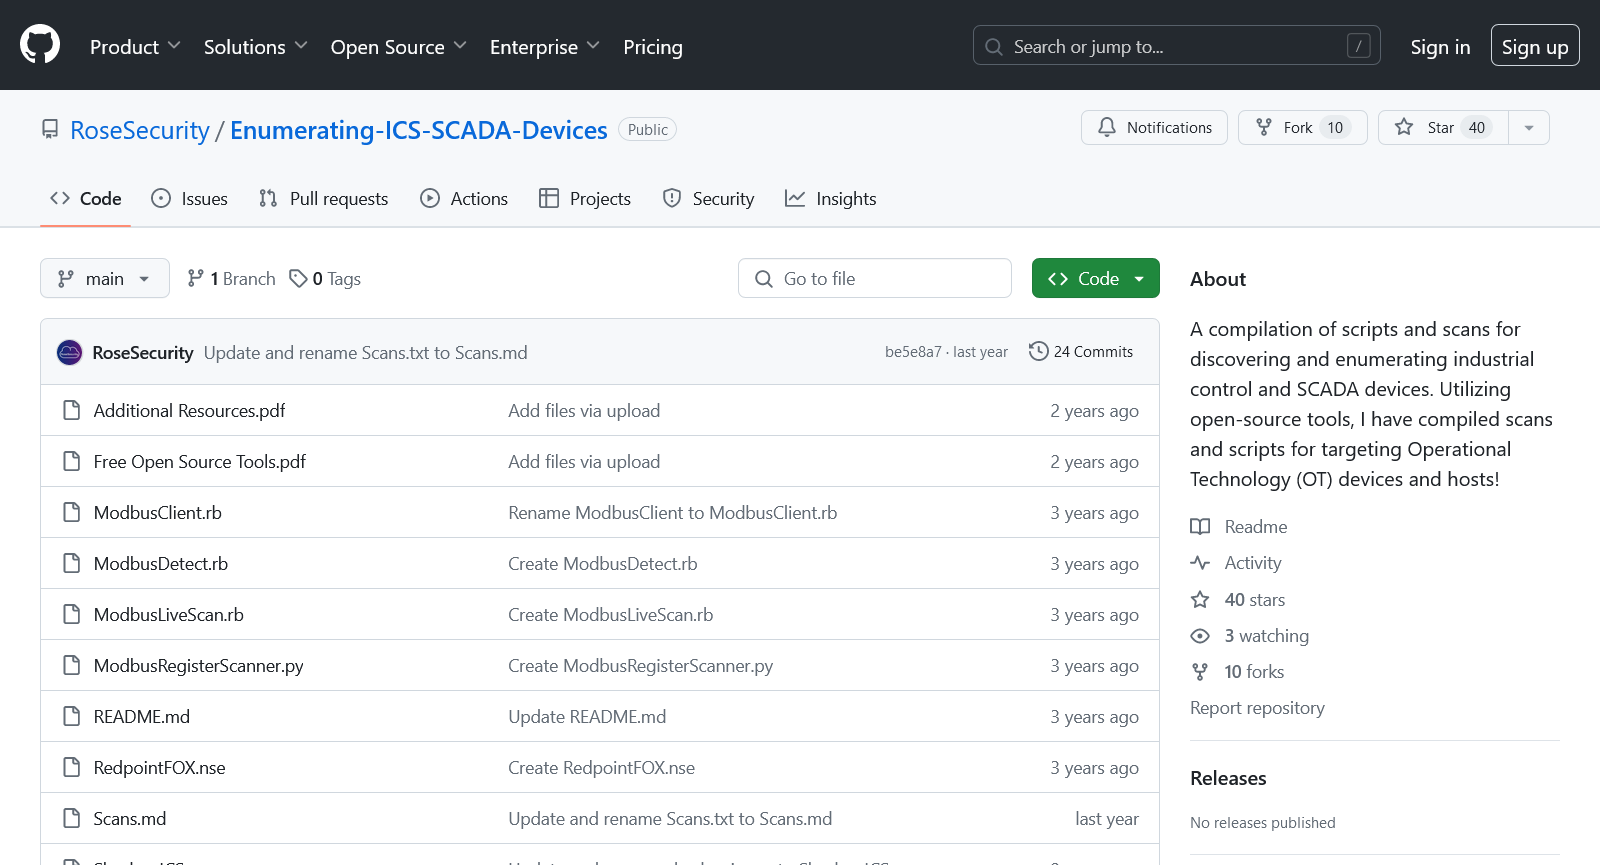 Product Solutions Open Source Enterprise Pricing Search or jump to... / Sign in Sign up
RoseSecurity / Enumerating-ICS-SCADA-Devices Public Notifications Fork 10 Star 40
Code Issues Pull requests Actions Projects Security Insights
main 1 Branch 0 Tags Go to file Code
RoseSecurity Update and rename Scans.txt to Scans.md be5e8a7 · last year 24 Commits
Additional Resources.pdf Add files via upload 2 years ago
Free Open Source Tools.pdf Add files via upload 2 years ago
ModbusClient.rb Rename ModbusClient to ModbusClient.rb 3 years ago
ModbusDetect.rb Create ModbusDetect.rb 3 years ago
ModbusLiveScan.rb Create ModbusLiveScan.rb 3 years ago
ModbusRegisterScanner.py Create ModbusRegisterScanner.py 3 years ago
README.md Update README.md 3 years ago
RedpointFOX.nse Create RedpointFOX.nse 3 years ago
Scans.md Update and rename Scans.txt to Scans.md last year
About
A compilation of scripts and scans for
discovering and enumerating industrial
control and SCADA devices. Utilizing
open-source tools, I have compiled scans
and scripts for targeting Operational
Technology (OT) devices and hosts!
Readme
Activity
40 stars
3 watching
10 forks
Report repository
Releases
No releases published